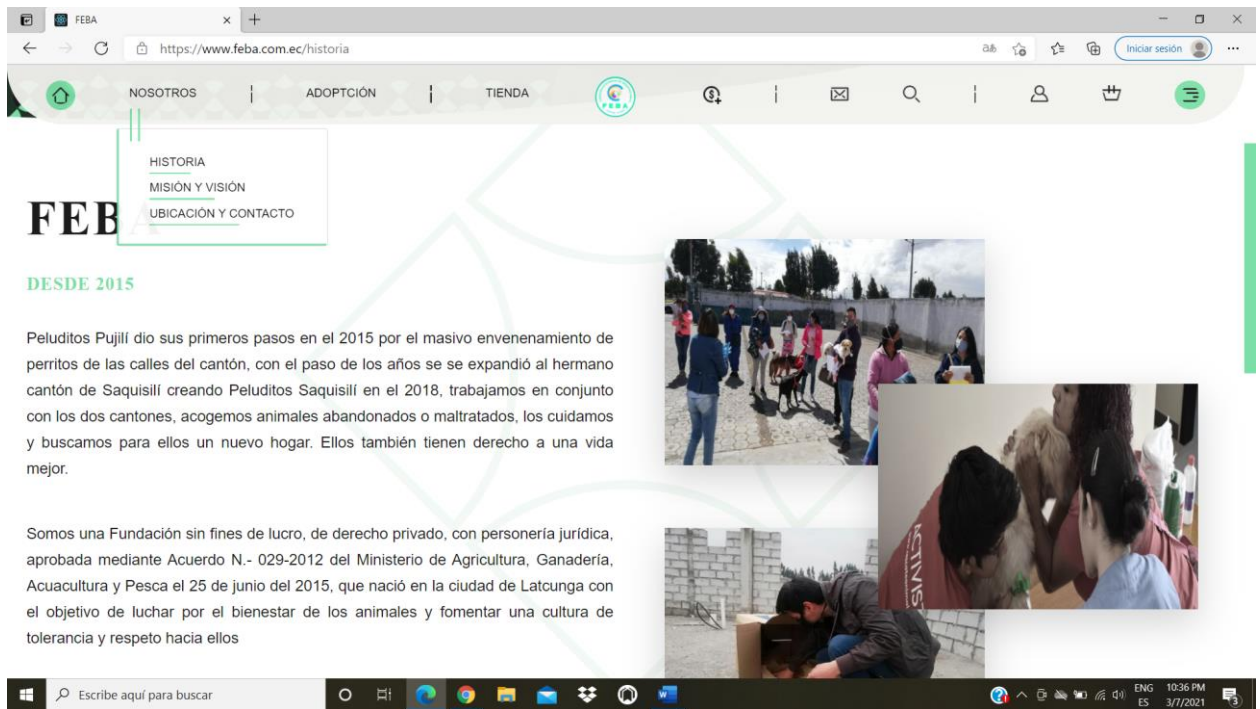 FEBA
https://www.feba.com.ec/historia
Iniciar sesión
NOSOTROS
ADOPTCIÓN
TIENDA
FEBA
HISTORIA
MISIÓN Y VISIÓN
UBICACIÓN Y CONTACTO
FEBA
DESDE 2015
Peluditos Pujilí dio sus primeros pasos en el 2015 por el masivo envenenamiento de
perritos de las calles del cantón, con el paso de los años se se expandió al hermano
cantón de Saquisilí creando Peluditos Saquisilí en el 2018, trabajamos en conjunto
con los dos cantones, acogemos animales abandonados o maltratados, los cuidamos
y buscamos para ellos un nuevo hogar. Ellos también tienen derecho a una vida
mejor.
Somos una Fundación sin fines de lucro, de derecho privado, con personería jurídica,
aprobada mediante Acuerdo N.- 029-2012 del Ministerio de Agricultura, Ganadería,
Acuacultura y Pesca el 25 de junio del 2015, que nació en la ciudad de Latcunga con
el objetivo de luchar por el bienestar de los animales y fomentar una cultura de
tolerancia y respeto hacia ellos
Escribe aquí para buscar
ENG
ES
10:36 PM
3/7/2021
3